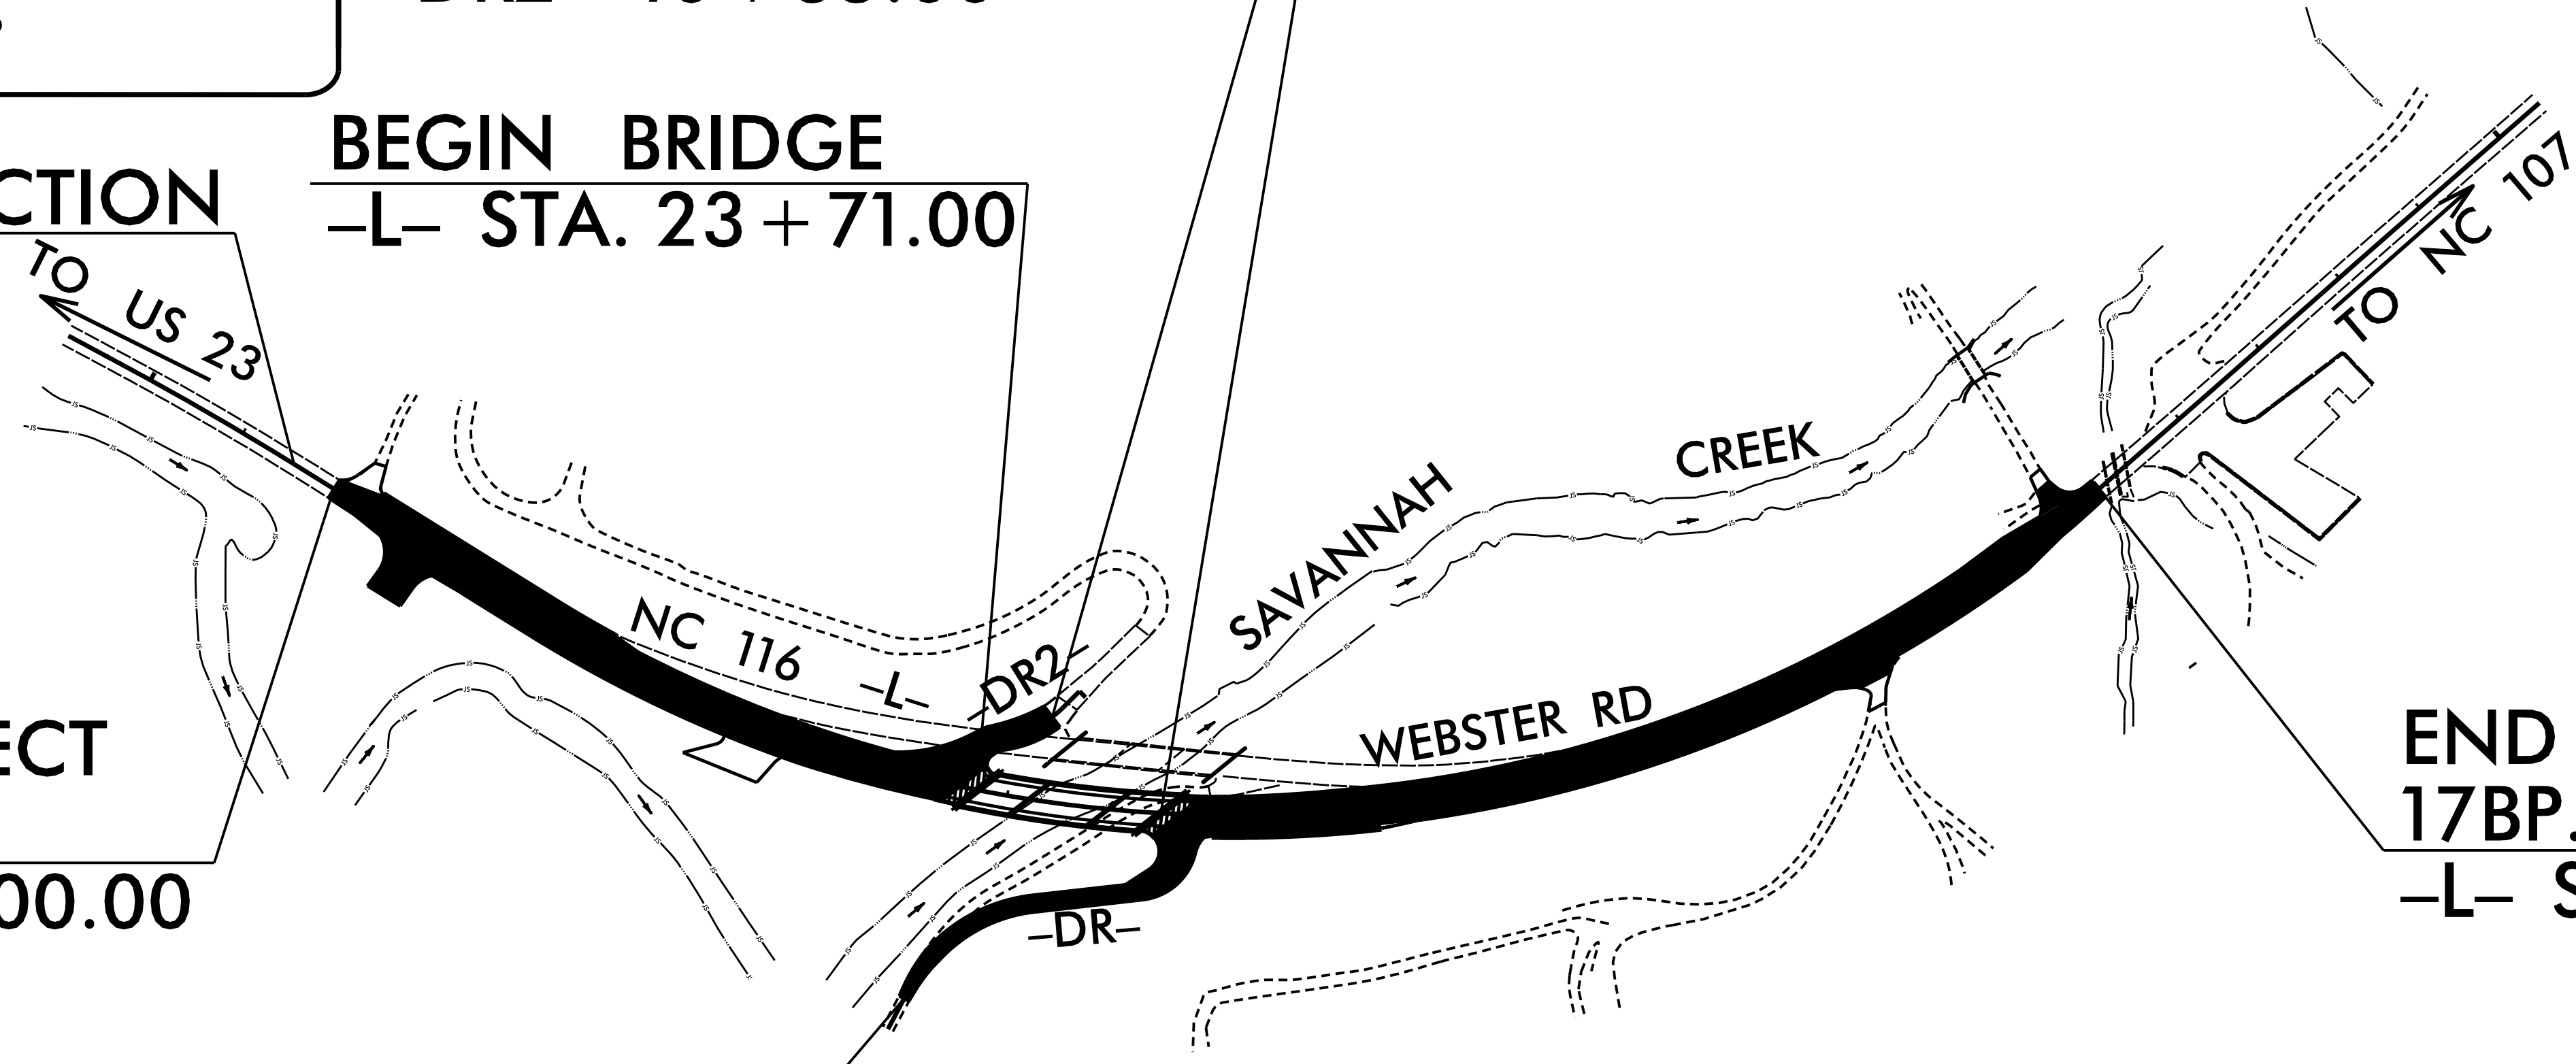 BEGIN BRIDGE
-L- STA. 23+71.00
CTION
TO US 23
TO NC 107
CREEK
SAVANNAH
NC 116 -L-
-DR2-
WEBSTER RD
-DR-
ECT
00.00
END
17BP.
-L- S